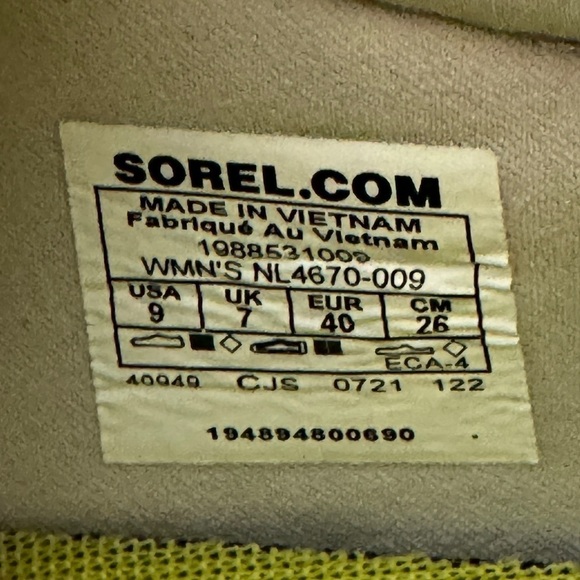 SOREL.COM
MADE IN VIETNAM
Fabriqué Au Vietnam
1988531009
WMN'S NL4670-009
USA UK EUR CM
9 7 40 26
ECA-4
40949 CJS 0721 122
194894800690